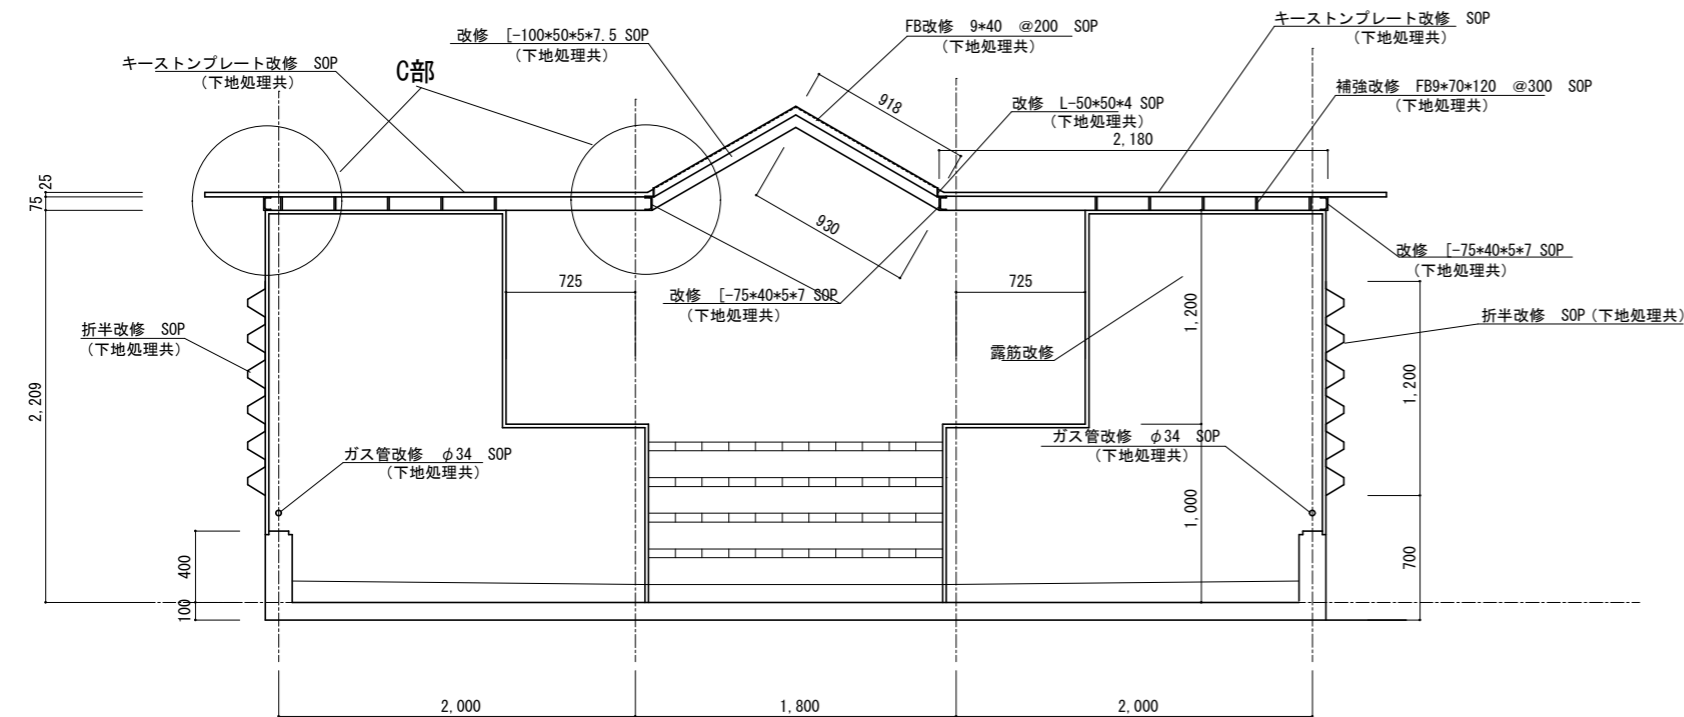 キーストンプレート改修 SOP
(下地処理共)
C部
改修 [-100*50*5*7.5 SOP
(下地処理共)
FB改修 9*40 @200 SOP
(下地処理共)
キーストンプレート改修 SOP
(下地処理共)
918
改修 L-50*50*4 SOP
(下地処理共)
補強改修 FB9*70*120 @300 SOP
(下地処理共)
2,180
25
75
930
725
改修 [-75*40*5*7 SOP
(下地処理共)
725
1,200
改修 [-75*40*5*7 SOP
(下地処理共)
折半改修 SOP
(下地処理共)
露筋改修
折半改修 SOP(下地処理共)
2,209
1,200
ガス管改修 φ34 SOP
(下地処理共)
ガス管改修 φ34 SOP
(下地処理共)
1,000
400
100
700
2,000
1,800
2,000